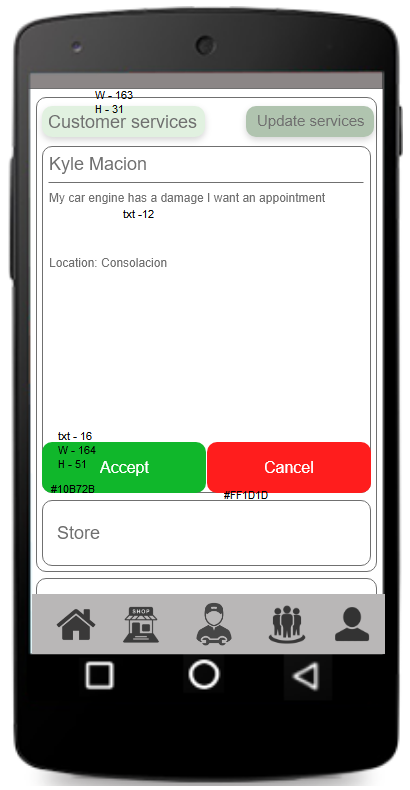 W - 163
H - 31
Customer services
Update services
Kyle Macion
My car engine has a damage I want an appointment
txt -12
Location: Consolacion
txt - 16
W - 164
H - 51
Accept
Cancel
#10B72B
#FF1D1D
Store
SHOP